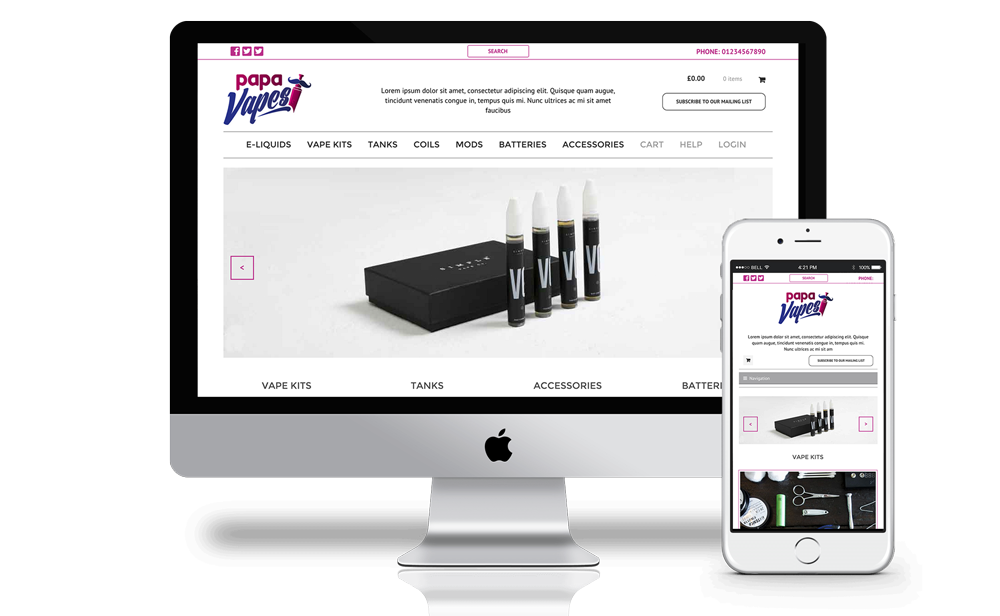 SEARCH
PHONE: 01234567890
papa
Vapes
Lorem ipsum dolor sit amet, consectetur adipiscing elit. Quisque quam augue,
tincidunt venenatis congue in, tempus quis mi. Nunc ultrices ac mi sit amet
faucibus
£0.00 0 items
SUBSCRIBE TO OUR MAILING LIST
E-LIQUIDS VAPE KITS TANKS COILS MODS BATTERIES ACCESSORIES CART HELP LOGIN
<
SIMPLY
VAPE KITS TANKS ACCESSORIES BATTERI
BELL 4:21 PM 100%
SEARCH PHONE:
papa
Vapes
Lorem ipsum dolor sit amet, consectetur adipiscing elit. Quisque
quam augue, tincidunt venenatis congue in, tempus quis mi.
Nunc ultrices ac mi sit am
SUBSCRIBE TO OUR MAILING LIST
Navigation
< >
VAPE KITS